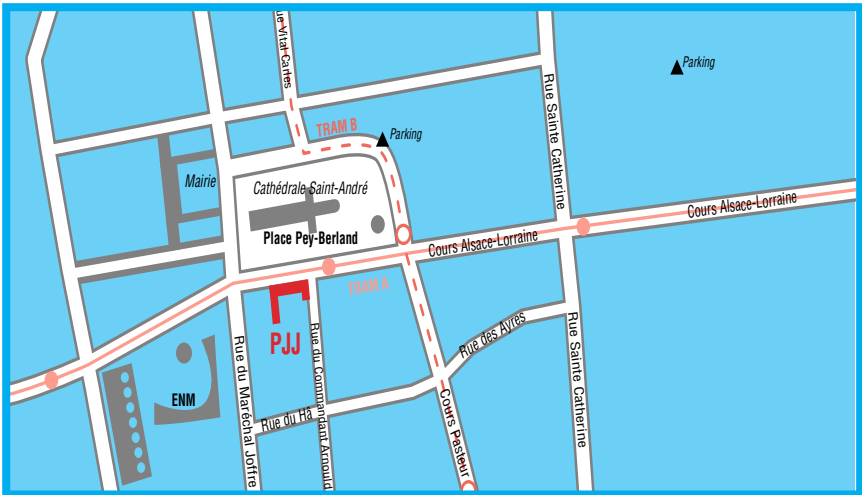 Rue Vital Carles
Parking
TRAM B
Parking
Rue Sainte Catherine
Mairie
Cathédrale Saint-André
Place Pey-Berland
Cours Alsace-Lorraine
Cours Alsace-Lorraine
TRAM A
PJJ
Rue du Maréchal Joffre
Rue du Commandant Arnould
Rue des Ayres
Rue Sainte Catherine
ENM
Rue du Hâ
Cours Pasteur